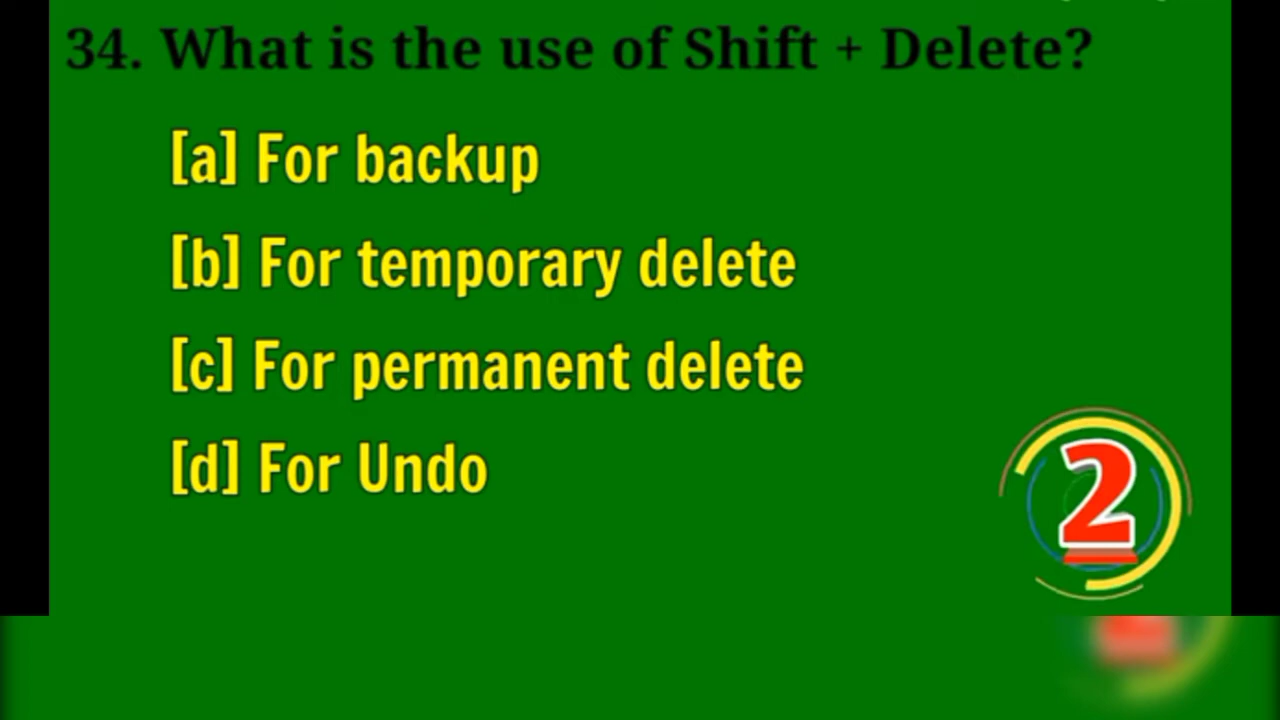 34. What is the use of Shift + Delete?
[a] For backup
[b] For temporary delete
[c] For permanent delete
[d] For Undo
2